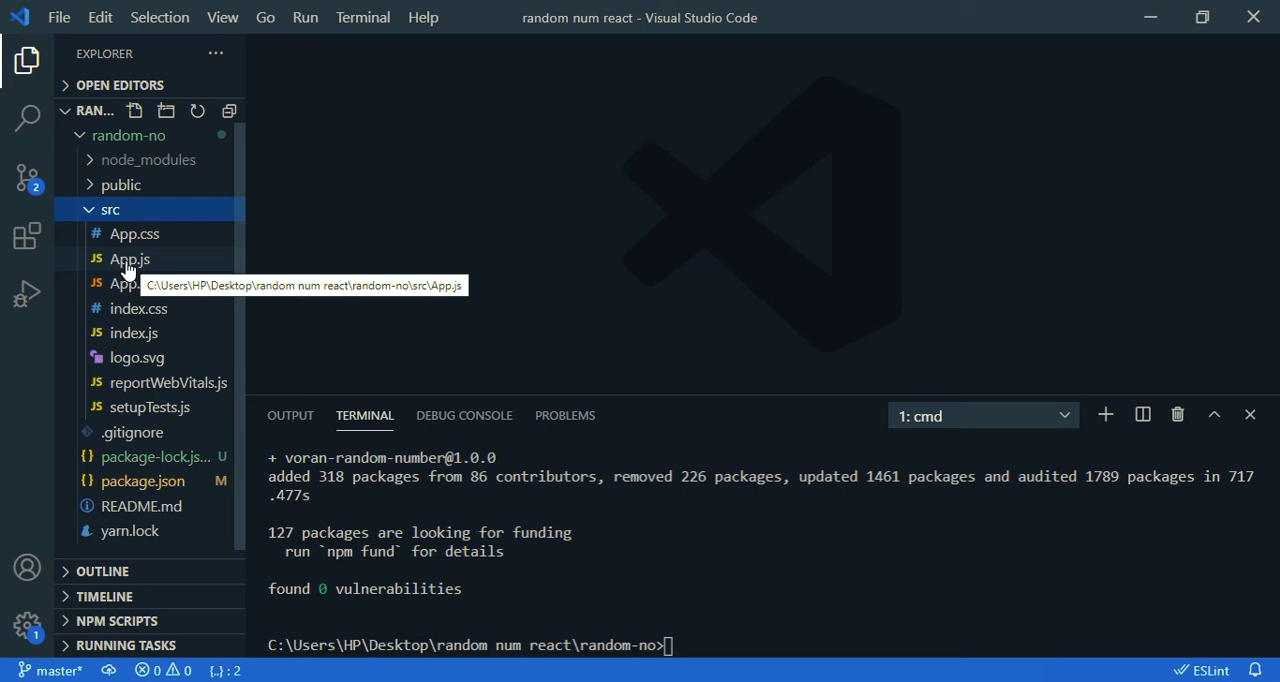 File Edit Selection View Go Run Terminal Help random num react - Visual Studio Code
EXPLORER
OPEN EDITORS
RAN...
random-no
node_modules
public
src
App.css
App.js
App.
C:\Users\HP\Desktop\random num react\random-no\src\App.js
index.css
index.js
logo.svg
reportWebVitals.js
setupTests.js
.gitignore
package-lock.js... U
package.json M
README.md
yarn.lock
OUTLINE
TIMELINE
NPM SCRIPTS
RUNNING TASKS
2
1
OUTPUT TERMINAL DEBUG CONSOLE PROBLEMS 1: cmd
+ voran-random-number@1.0.0
added 318 packages from 86 contributors, removed 226 packages, updated 1461 packages and audited 1789 packages in 717
.477s
127 packages are looking for funding
run `npm fund` for details
found 0 vulnerabilities
C:\Users\HP\Desktop\random num react\random-no>
master* 0 0 {..} : 2 ESLint